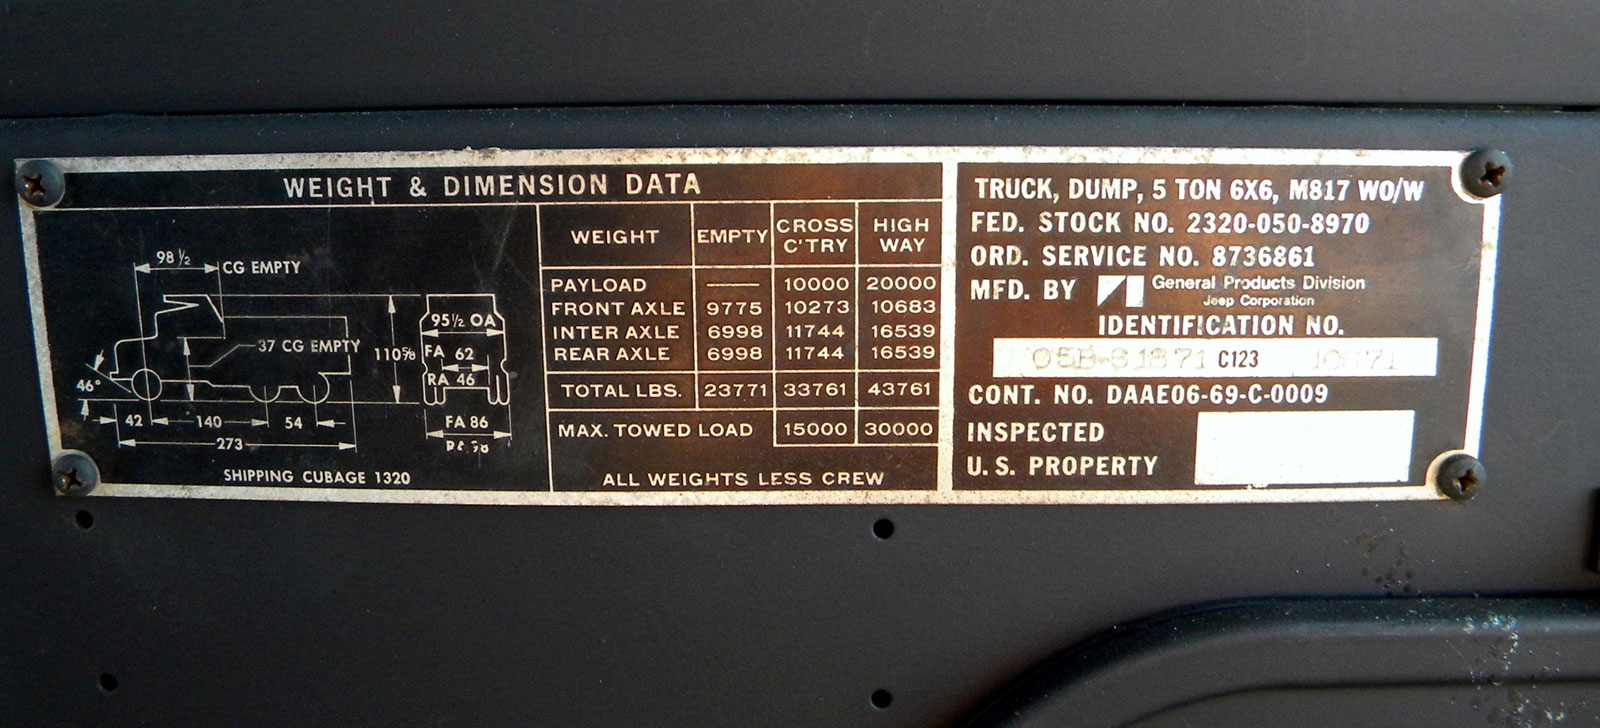 WEIGHT & DIMENSION DATA
98 ½
CG EMPTY
37 CG EMPTY
110⅝
46°
42
140
54
273
95½ OA
FA 62
RA 46
FA 86
SHIPPING CUBAGE 1320
WEIGHT EMPTY CROSS C'TRY HIGH WAY
PAYLOAD —— 10000 20000
FRONT AXLE 9775 10273 10683
INTER AXLE 6998 11744 16539
REAR AXLE 6998 11744 16539
TOTAL LBS. 23771 33761 43761
MAX. TOWED LOAD 15000 30000
ALL WEIGHTS LESS CREW
TRUCK, DUMP, 5 TON 6X6, M817 WO/W
FED. STOCK NO. 2320-050-8970
ORD. SERVICE NO. 8736861
MFD. BY General Products Division
Jeep Corporation
IDENTIFICATION NO.
C123
CONT. NO. DAAE06-69-C-0009
INSPECTED
U.S. PROPERTY